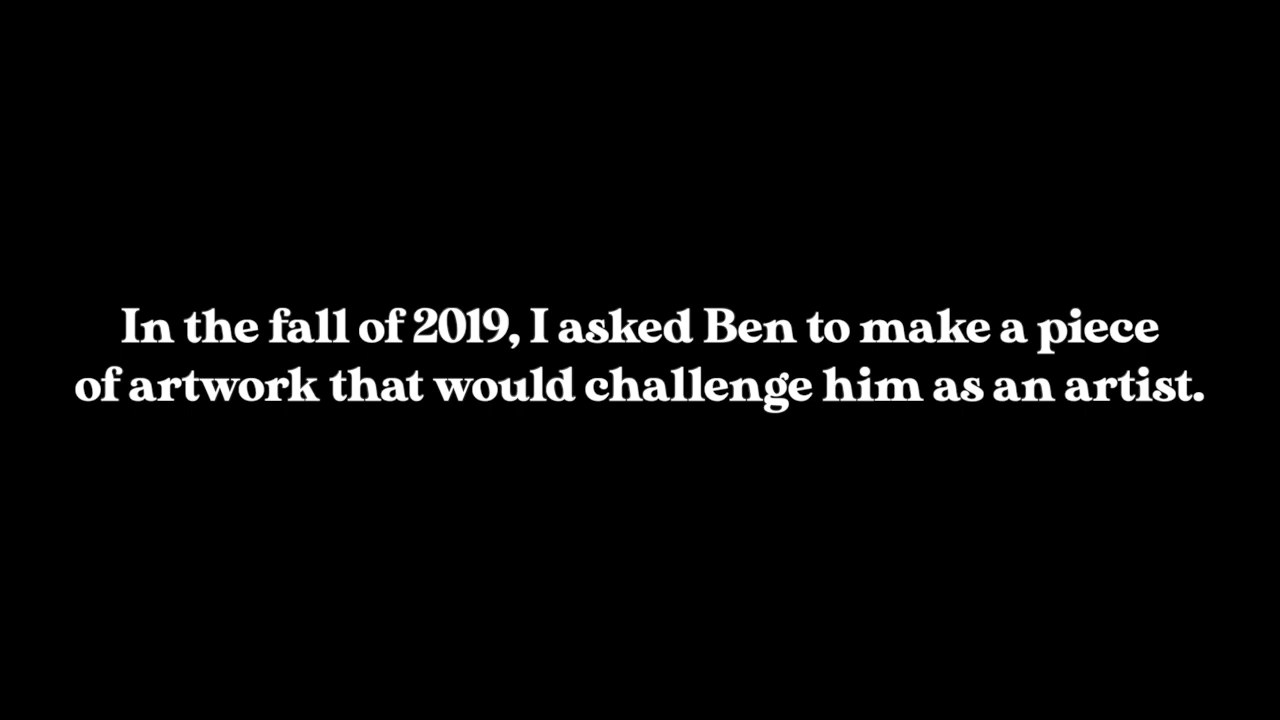 In the fall of 2019, I asked Ben to make a piece
of artwork that would challenge him as an artist.